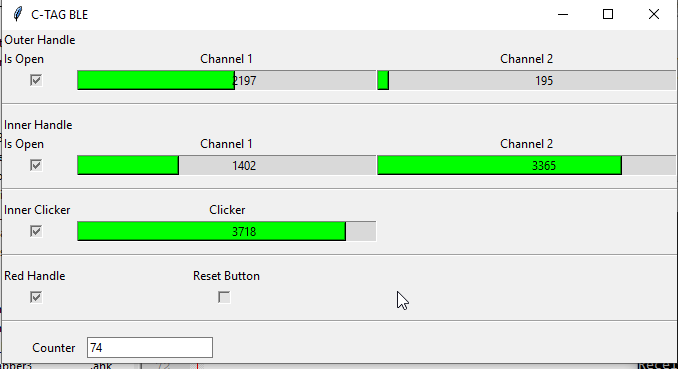 C-TAG BLE
Outer Handle
Is Open Channel 1 Channel 2
2197 195
Inner Handle
Is Open Channel 1 Channel 2
1402 3365
Inner Clicker Clicker
3718
Red Handle Reset Button
Counter 74
.ahk